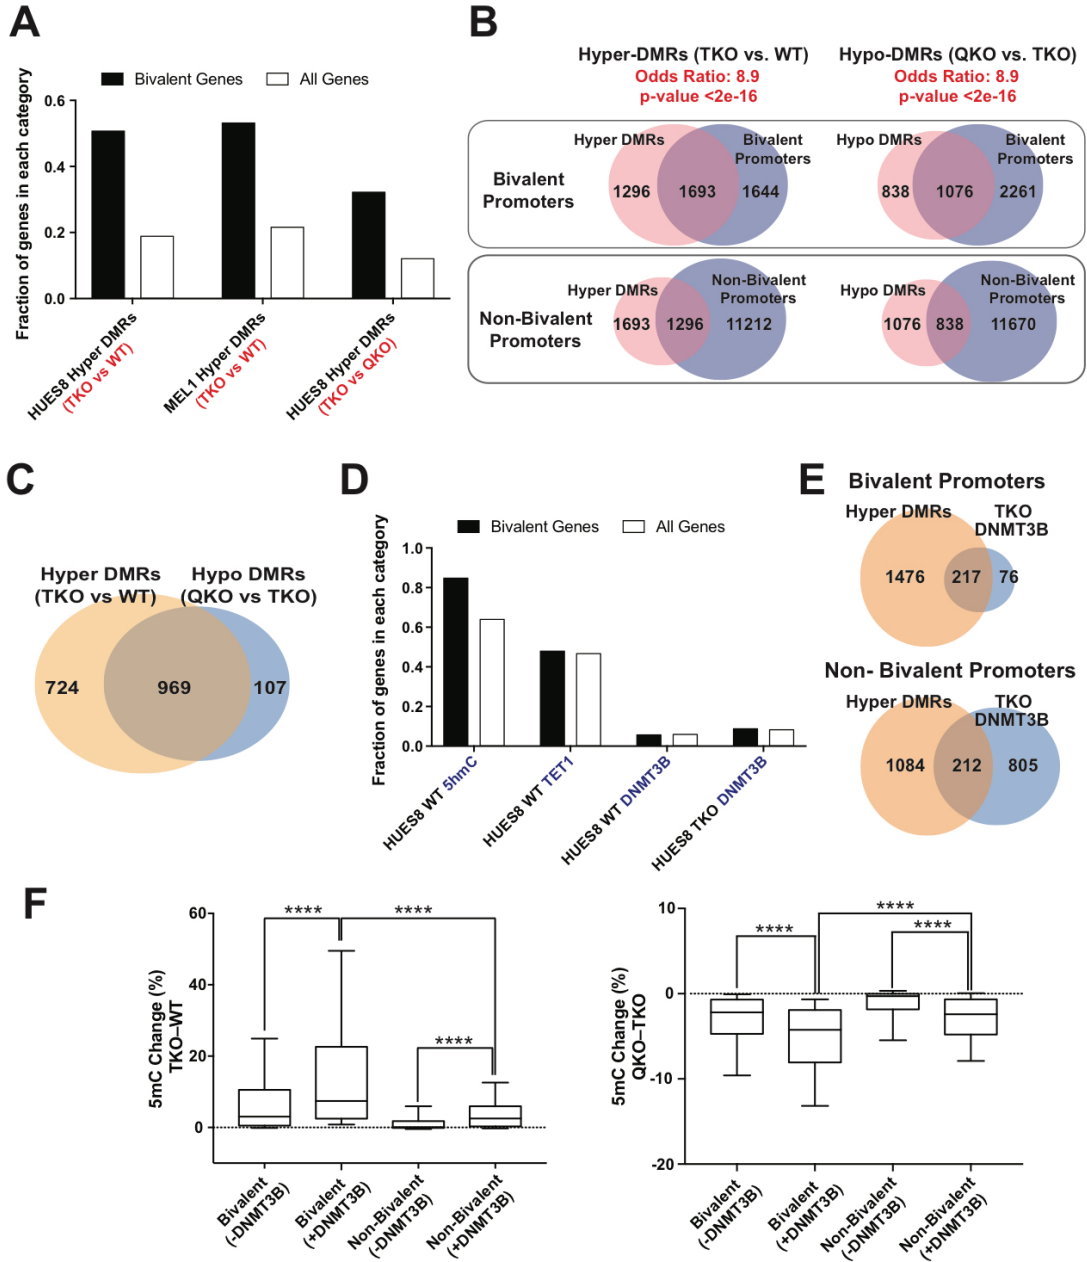 A
Bivalent Genes
All Genes
Fraction of genes in each category
0.6
0.4
0.2
0.0
HUES8 Hyper DMRs
(TKO vs WT)
MEL1 Hyper DMRs
(TKO vs WT)
HUES8 Hyper DMRs
(TKO vs QKO)
B
Hyper-DMRs (TKO vs. WT)
Odds Ratio: 8.9
p-value <2e-16
Hypo-DMRs (QKO vs. TKO)
Odds Ratio: 8.9
p-value <2e-16
Bivalent
Promoters
Hyper DMRs
Bivalent
Promoters
1296
1693
1644
Hypo DMRs
Bivalent
Promoters
838
1076
2261
Non-Bivalent
Promoters
Hyper DMRs
Non-Bivalent
Promoters
1693
1296
11212
Hypo DMRs
Non-Bivalent
Promoters
1076
838
11670
C
Hyper DMRs
(TKO vs WT)
Hypo DMRs
(QKO vs TKO)
724
969
107
D
Bivalent Genes
All Genes
Fraction of genes in each category
1.0
0.8
0.6
0.4
0.2
0.0
HUES8 WT 5hmC
HUES8 WT TET1
HUES8 WT DNMT3B
HUES8 TKO DNMT3B
E
Bivalent Promoters
Hyper DMRs
TKO
DNMT3B
1476
217
76
Non- Bivalent Promoters
Hyper DMRs
TKO
DNMT3B
1084
212
805
F
5mC Change (%)
TKO–WT
60
40
20
0
****
****
****
Bivalent
(-DNMT3B)
Bivalent
(+DNMT3B)
Non-Bivalent
(-DNMT3B)
Non-Bivalent
(+DNMT3B)
5mC Change (%)
QKO–TKO
10
0
-10
-20
****
****
****
Bivalent
(-DNMT3B)
Bivalent
(+DNMT3B)
Non-Bivalent
(-DNMT3B)
Non-Bivalent
(+DNMT3B)